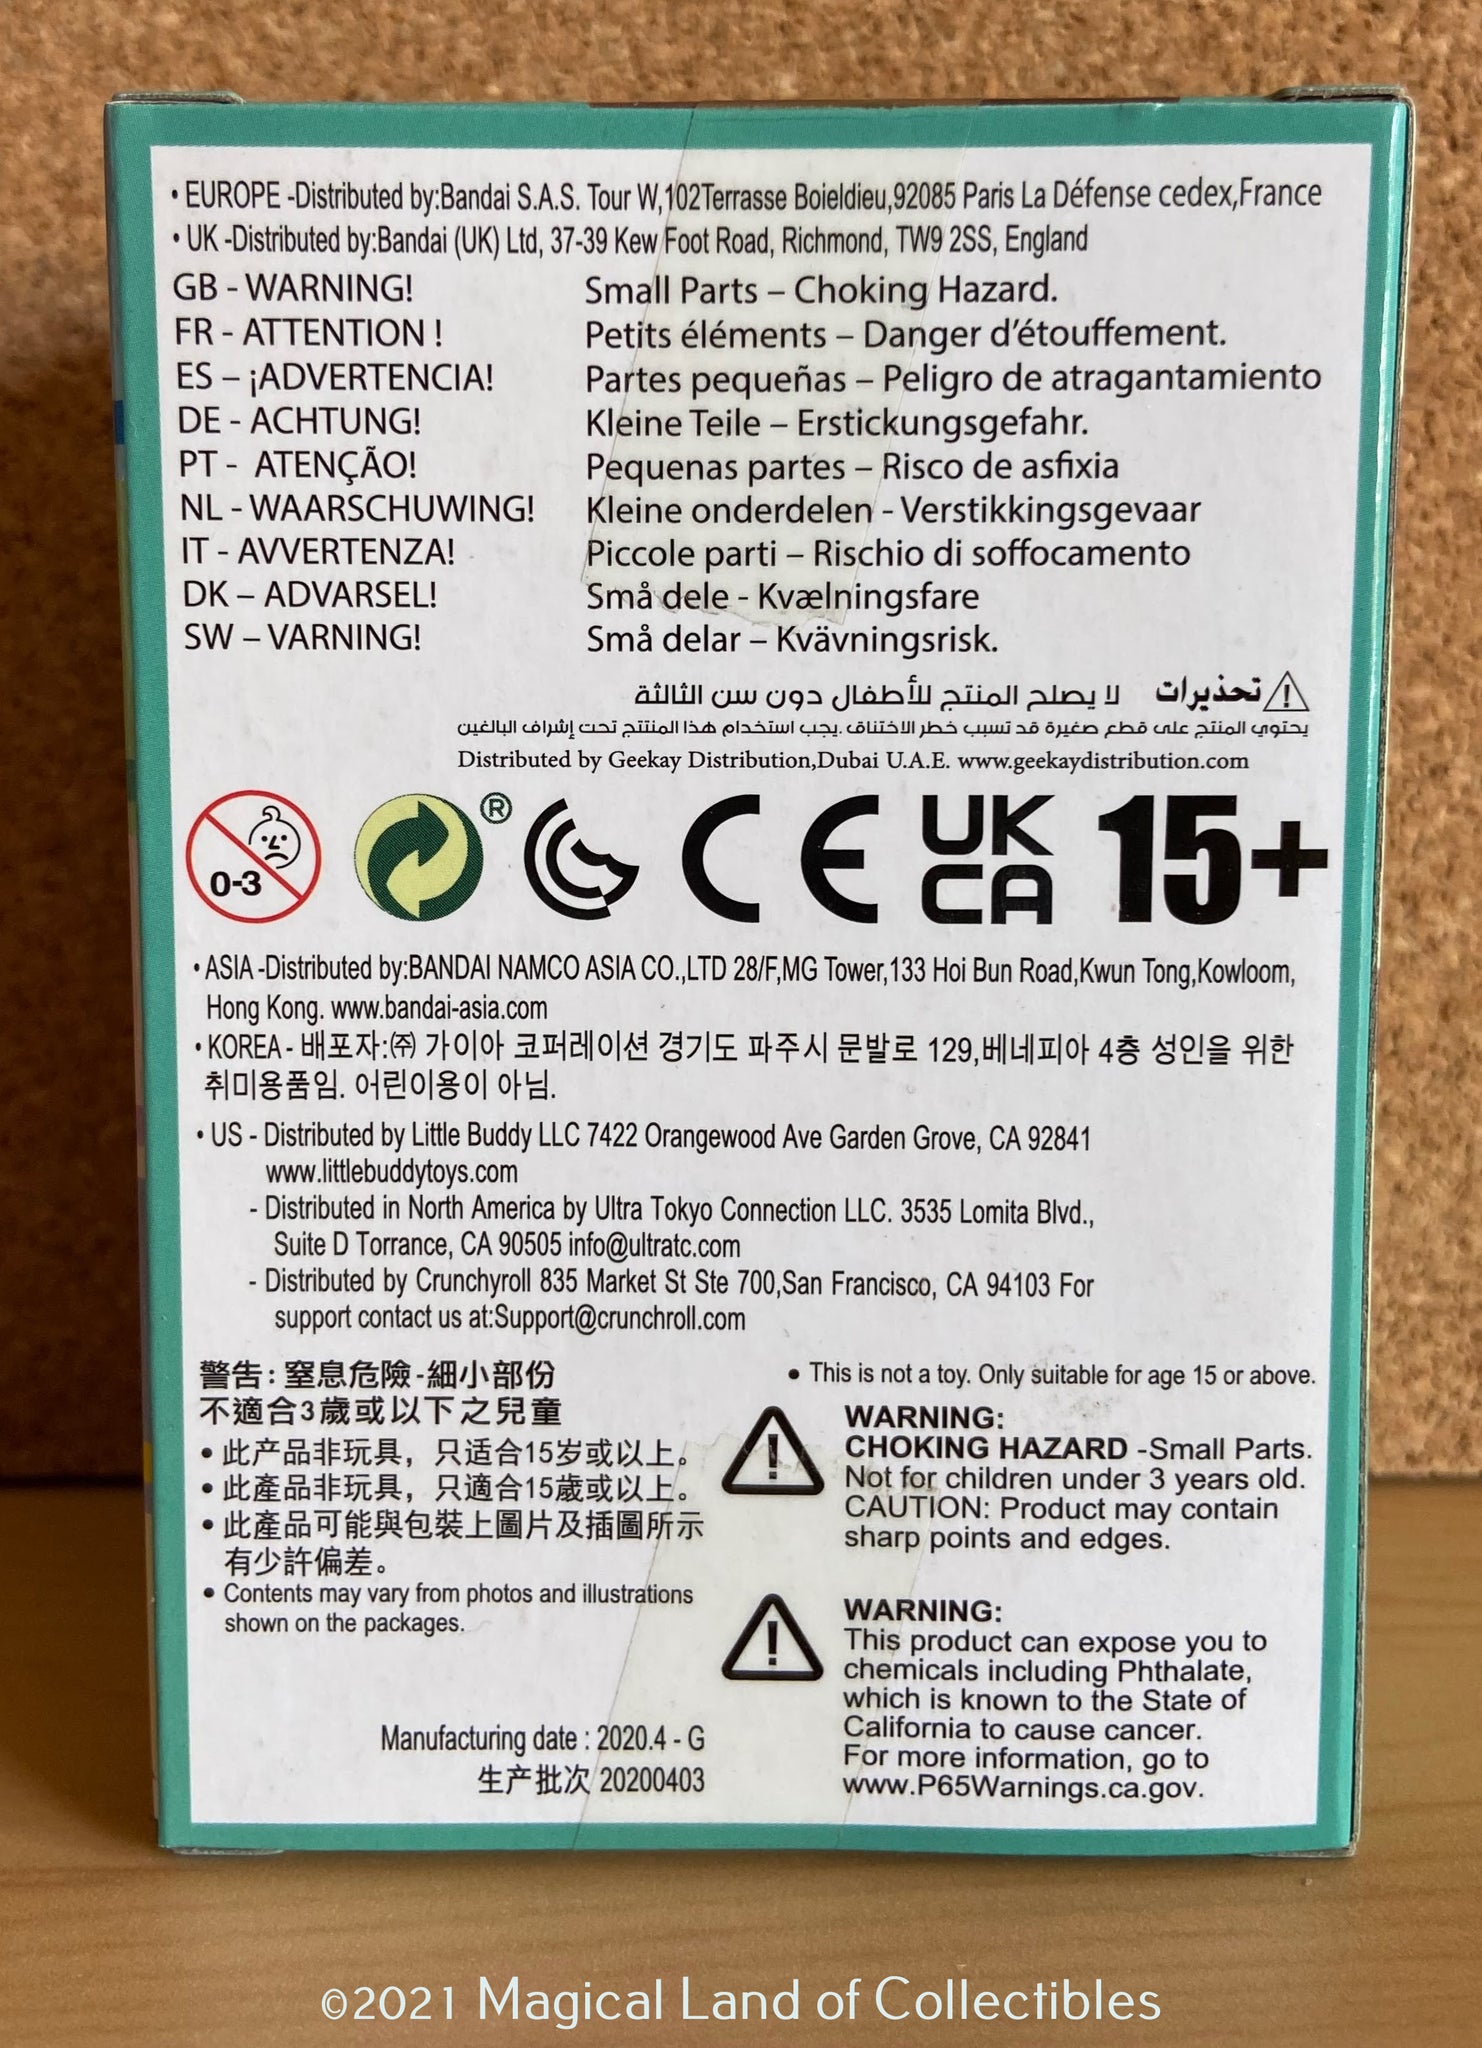 • EUROPE -Distributed by:Bandai S.A.S. Tour W,102Terrasse Boieldieu,92085 Paris La Défense cedex,France
• UK -Distributed by:Bandai (UK) Ltd, 37-39 Kew Foot Road, Richmond, TW9 2SS, England
GB - WARNING! Small Parts – Choking Hazard.
FR - ATTENTION ! Petits éléments – Danger d'étouffement.
ES – ¡ADVERTENCIA! Partes pequeñas – Peligro de atragantamiento
DE - ACHTUNG! Kleine Teile – Erstickungsgefahr.
PT - ATENÇÃO! Pequenas partes – Risco de asfixia
NL - WAARSCHUWING! Kleine onderdelen - Verstikkingsgevaar
IT - AVVERTENZA! Piccole parti – Rischio di soffocamento
DK – ADVARSEL! Små dele - Kvælningsfare
SW – VARNING! Små delar – Kvävningsrisk.
تحذيرات لا يصلح المنتج للأطفال دون سن الثالثة
يحتوي المنتج على قطع صغيرة قد تسبب خطر الاختناق .يجب استخدام هذا المنتتج تحت إشراف البالغين
Distributed by Geekay Distribution,Dubai U.A.E. www.geekaydistribution.com
0-3 ® CE UK CA 15+
• ASIA -Distributed by:BANDAI NAMCO ASIA CO.,LTD 28/F,MG Tower,133 Hoi Bun Road,Kwun Tong,Kowloom,
Hong Kong. www.bandai-asia.com
• KOREA - 배포자:㈜ 가이아 코퍼레이션 경기도 파주시 문발로 129,베네피아 4층 성인을 위한
취미용품임. 어린이용이 아님.
• US - Distributed by Little Buddy LLC 7422 Orangewood Ave Garden Grove, CA 92841
www.littlebuddytoys.com
- Distributed in North America by Ultra Tokyo Connection LLC. 3535 Lomita Blvd.,
Suite D Torrance, CA 90505 info@ultratc.com
- Distributed by Crunchyroll 835 Market St Ste 700,San Francisco, CA 94103 For
support contact us at:Support@crunchroll.com
警告: 窒息危險-細小部份
不適合3歲或以下之兒童
• 此产品非玩具，只适合15岁或以上。
• 此產品非玩具，只適合15歲或以上。
• 此產品可能與包裝上圖片及插圖所示
有少許偏差。
• Contents may vary from photos and illustrations
shown on the packages.
Manufacturing date : 2020.4 - G
生产批次 20200403
• This is not a toy. Only suitable for age 15 or above.
WARNING:
CHOKING HAZARD -Small Parts.
Not for children under 3 years old.
CAUTION: Product may contain
sharp points and edges.
WARNING:
This product can expose you to
chemicals including Phthalate,
which is known to the State of
California to cause cancer.
For more information, go to
www.P65Warnings.ca.gov.
©2021 Magical Land of Collectibles